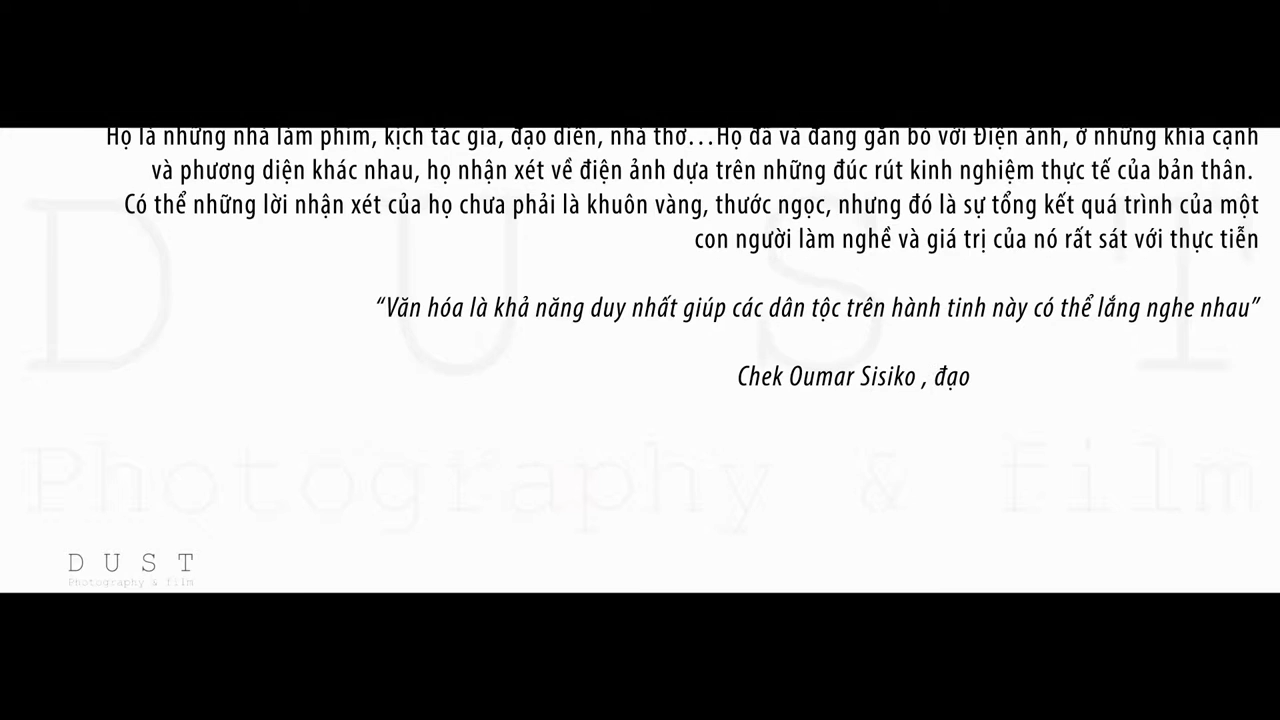 Họ là những nhà làm phim, kịch tác giả, đạo diễn, nhà thơ…Họ đã và đang gắn bó với Điện ảnh, ở những khía cạnh
và phương diện khác nhau, họ nhận xét về điện ảnh dựa trên những đúc rút kinh nghiệm thực tế của bản thân.
Có thể những lời nhận xét của họ chưa phải là khuôn vàng, thước ngọc, nhưng đó là sự tổng kết quá trình của một
con người làm nghề và giá trị của nó rất sát với thực tiễn
“Văn hóa là khả năng duy nhất giúp các dân tộc trên hành tinh này có thể lắng nghe nhau”
Chek Oumar Sisiko , đạo
D U S T
Photography & film
D U S T
Photography & film